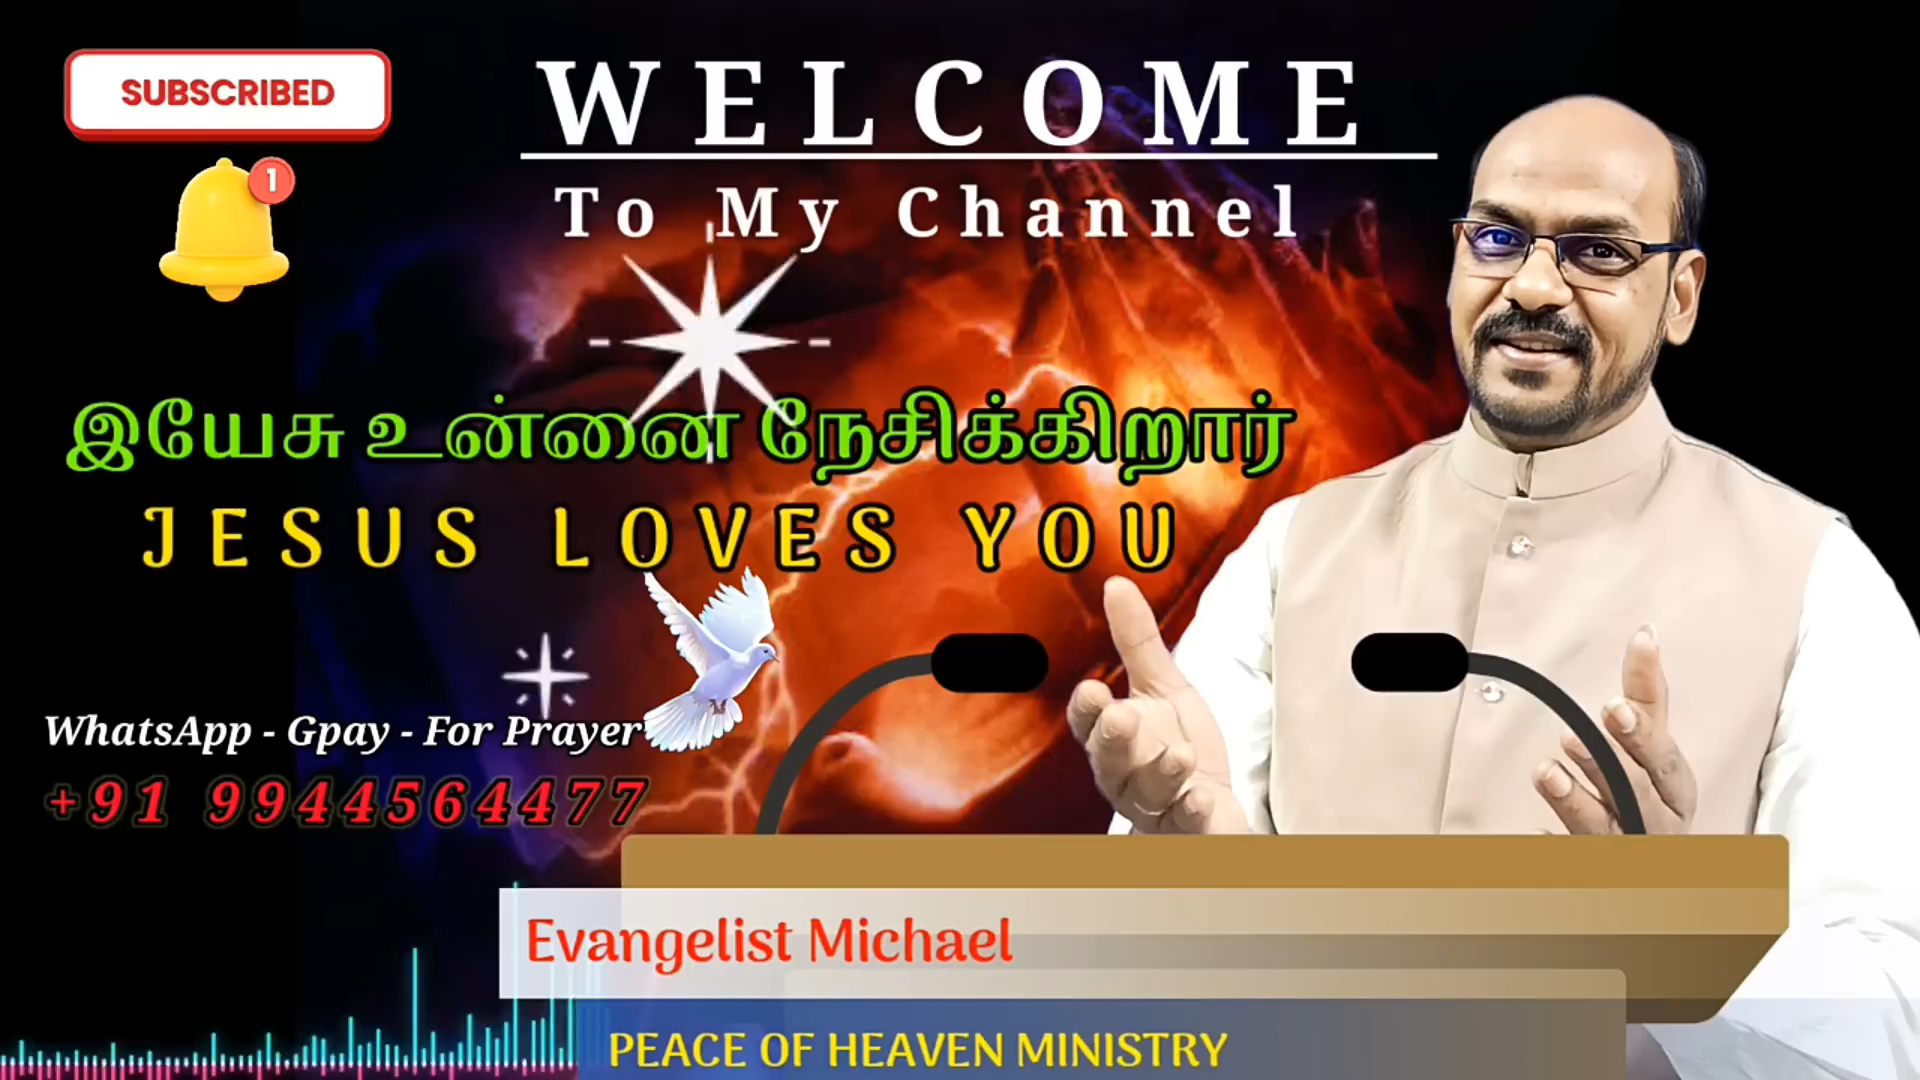 SUBSCRIBED
1
WELCOME
To My Channel
இயேசு உன்னை நேசிக்கிறார்
JESUS LOVES YOU
WhatsApp - Gpay - For Prayer
+91 9944564477
Evangelist Michael
PEACE OF HEAVEN MINISTRY